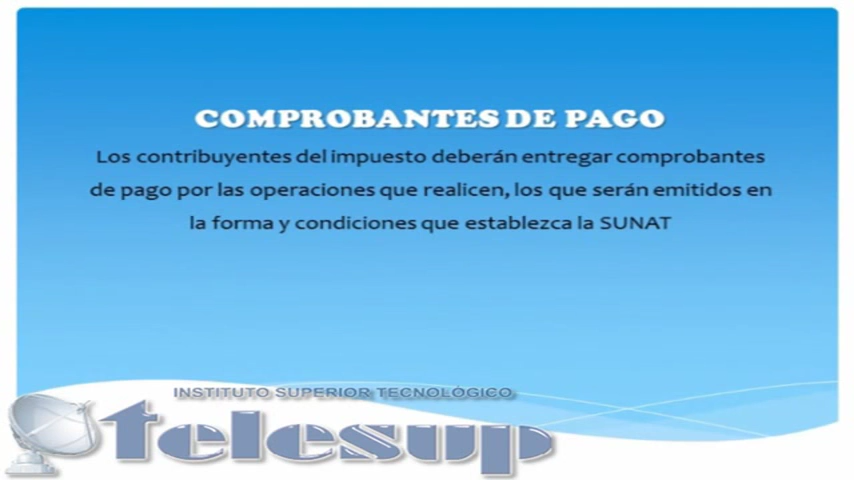 COMPROBANTES DE PAGO
Los contribuyentes del impuesto deberán entregar comprobantes
de pago por las operaciones que realicen, los que serán emitidos en
la forma y condiciones que establezca la SUNAT
INSTITUTO SUPERIOR TECNOLÓGICO
telesup